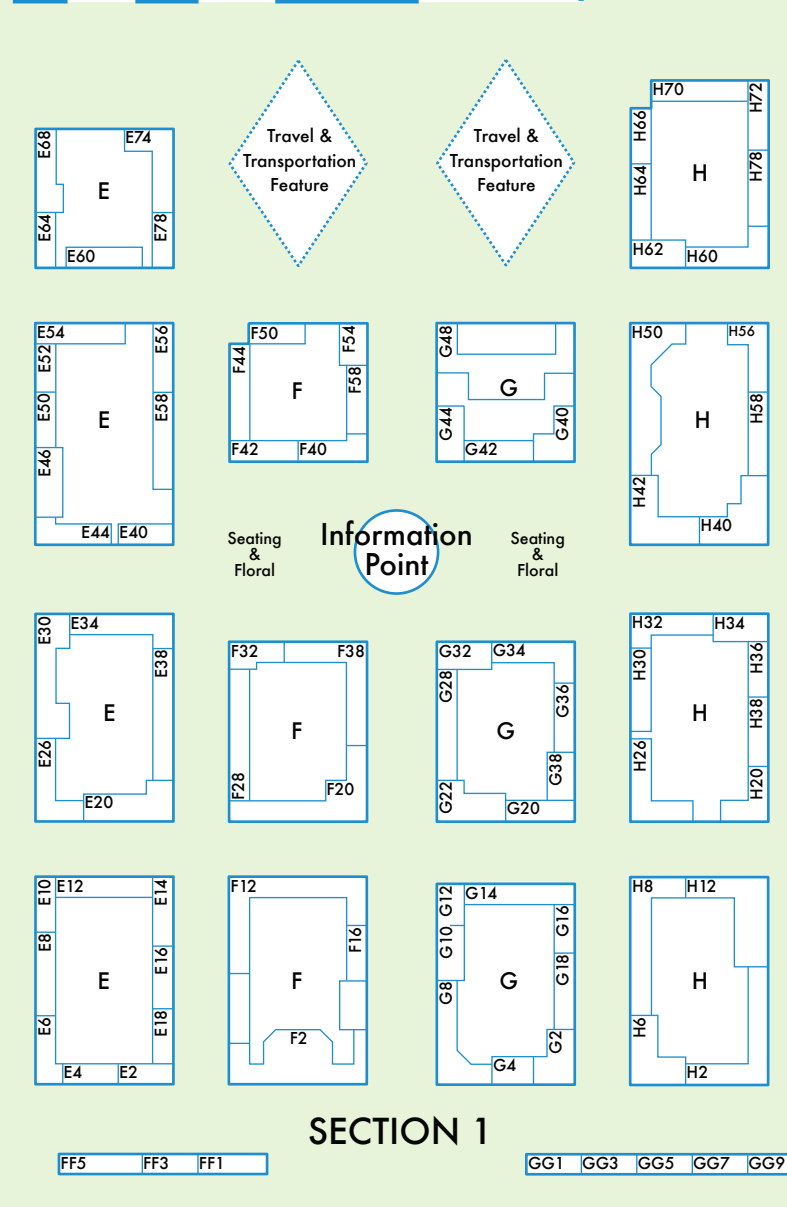 H70
H72
H66
E68
E74
Travel &
Transportation
Feature
Travel &
Transportation
Feature
H64
H
H78
E
E64
E78
E60
H62
H60
E54
E56
E52
F50
F54
F44
G48
H50
H56
E50
E
E58
F
F58
G
H
H58
E46
F42
F40
G44
G42
G40
H42
E44
E40
H40
Seating
&
Floral
Information
Point
Seating
&
Floral
E30
E34
E38
F32
F38
G32
G34
H32
H34
H30
H36
G28
G36
E
F
G
H
H38
E26
F28
F20
G38
G22
G20
H26
H20
E20
E10
E12
E14
F12
G12
G14
H8
H12
E8
E16
F16
G10
G16
E
F
G
G18
H
G8
E6
E18
F2
G2
H6
E4
E2
G4
H2
SECTION 1
FF5
FF3
FF1
GG1
GG3
GG5
GG7
GG9